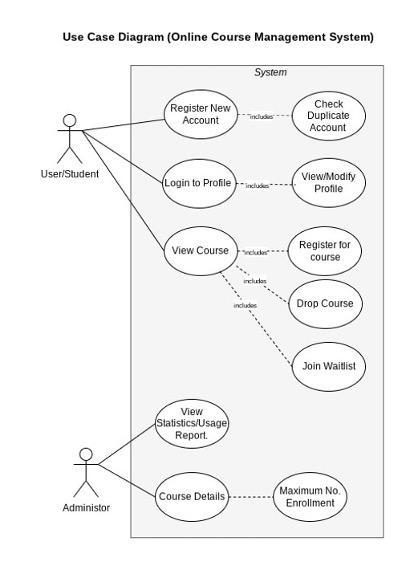 Use Case Diagram (Online Course Management System)
System
Register New
Account
includes
Check
Duplicate
Account
User/Student
Login to Profile
includes
View/Modify
Profile
View Course
includes
Register for
course
includes
Drop Course
includes
Join Waitlist
View
Statistics/Usage
Report.
Administor
Course Details
Maximum No.
Enrollment